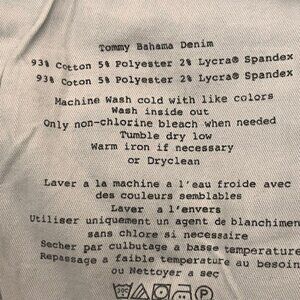 Tommy Bahama Denim
93% Cotton 5% Polyester 2% Lycra® Spandex
93% Coton 5% Polyester 2% Lycra® Spandex
Machine Wash cold with like colors
Wash inside out
Only non-chlorine bleach when needed
Tumble dry low
Warm iron if necessary
or Dryclean
Laver a la machine a l'eau froide avec
des couleurs semblables
Laver a l'envers
Utiliser uniquement un agent de blanchiment
sans chlore si necessaire
Secher par culbutage a basse temperature
Repassage a faible temperature au besoin
ou Nettoyer a sec